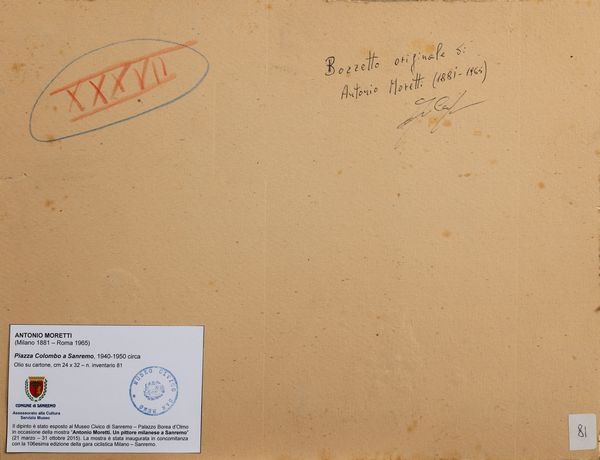 XXXVII
Bozzetto originale di:
Antonio Moretti (1881-1965)
ANTONIO MORETTI
(Milano 1881 – Roma 1965)
Piazza Colombo a Sanremo, 1940-1950 circa
Olio su cartone, cm 24 x 32 – n. inventario 81
MUSEO CIVICO
SAN REMO
COMUNE di SANREMO
Assessorato alla Cultura
Servizio Museo
Il dipinto è stato esposto al Museo Civico di Sanremo – Palazzo Borea d'Olmo
in occasione della mostra "Antonio Moretti. Un pittore milanese a Sanremo"
(21 marzo – 31 ottobre 2015). La mostra è stata inaugurata in concomitanza
con la 106esima edizione della gara ciclistica Milano – Sanremo.
81